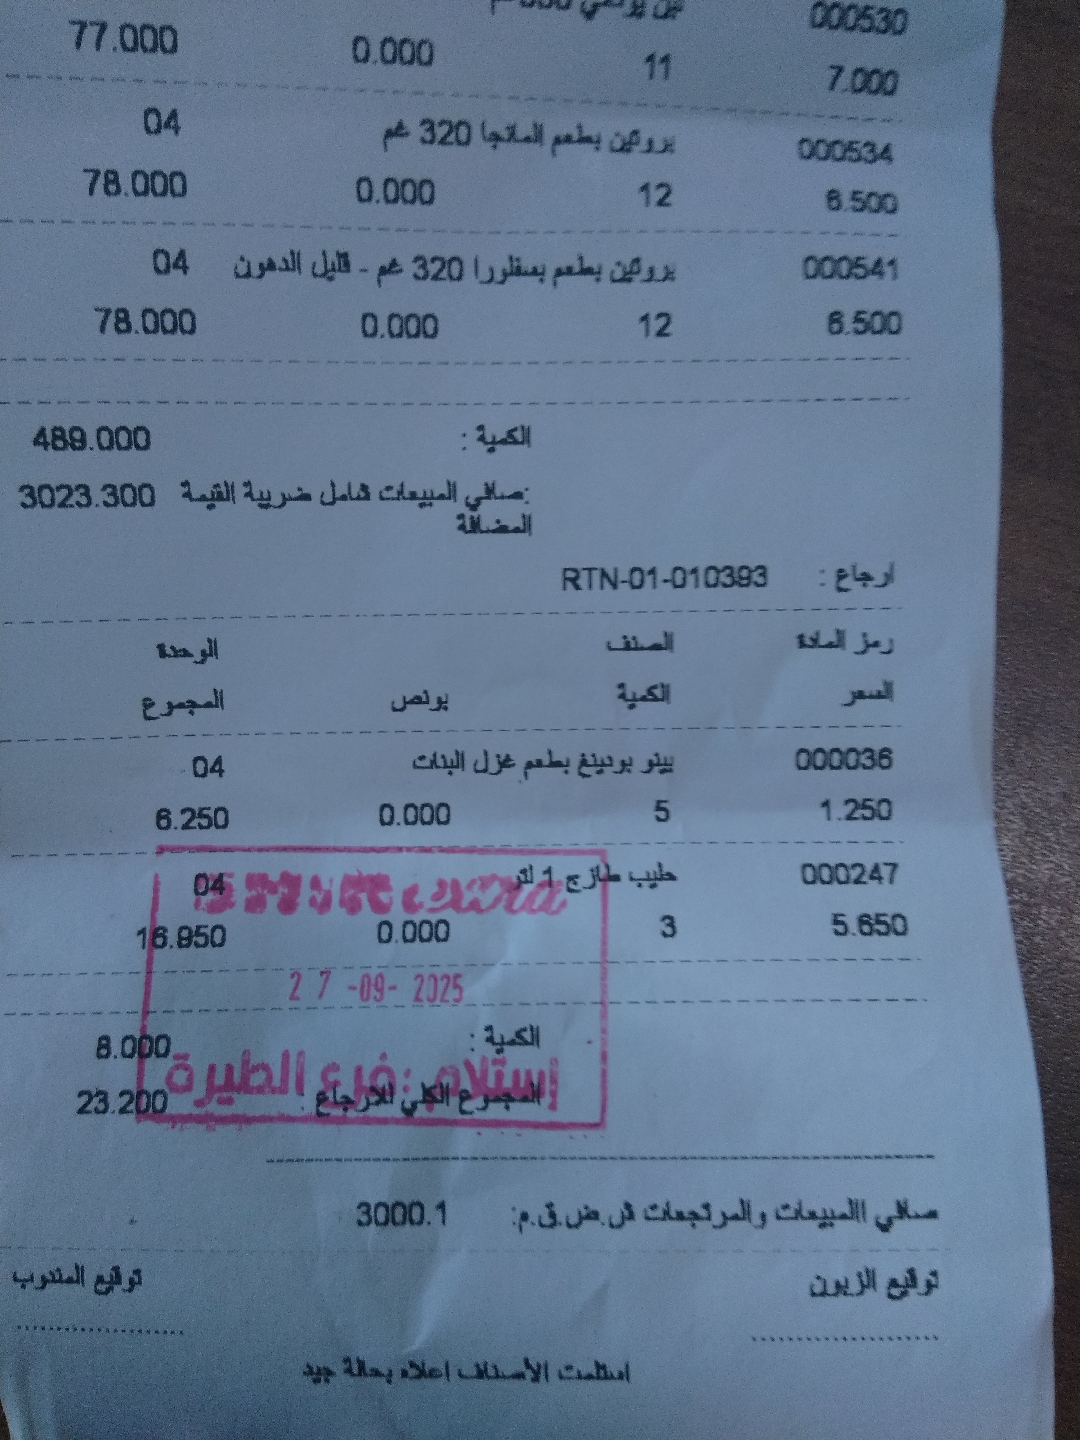 000530
7.000 11 0.000 77.000
000534 بروتين بطعم المانجا 320 غم 04
6.500 12 0.000 78.000
000541 بروتين بطعم بسفلورا 320 غم - قليل الدهون 04
6.500 12 0.000 78.000
الكمية : 489.000
صافي المبيعات شامل ضريبة القيمة: 3023.300
المضافة
ارجاع : RTN-01-010393
رمز المادة الصنف الوحدة
السعر الكمية بونص المجموع
000036 بينو بودينغ بطعم غزل البنات 04
1.250 5 0.000 6.250
000247 حليب طازج 1 لتر 04
extra
5.650 3 0.000 16.950
27 -09- 2025
الكمية : 8.000
إستلام : فرع الطيرة
المجموع الكلي للارجاع : 23.200
صافي االمبيعات والمرتجعات ش.ض.ق.م: 3000.1
توقيع الزبون توقيع المندوب
استلمت الأصناف اعلاه بحالة جيد